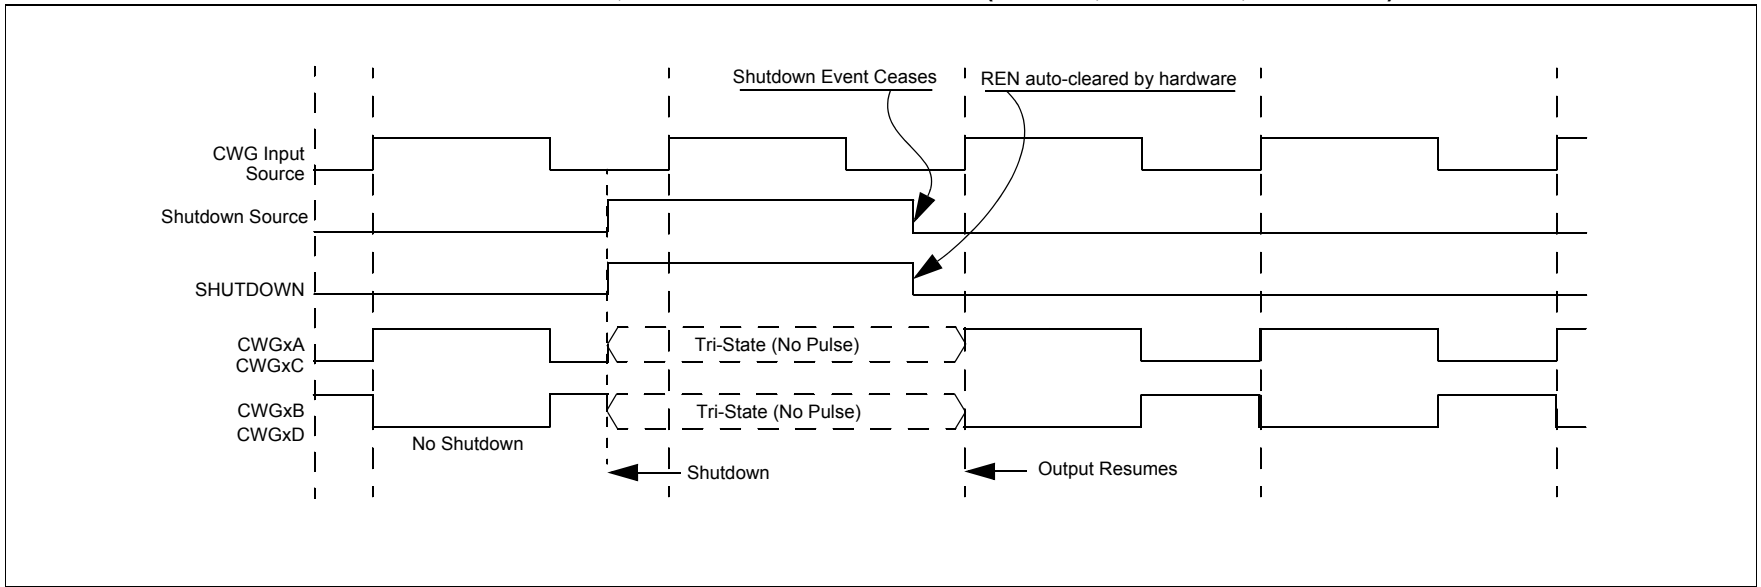 Shutdown Event Ceases
REN auto-cleared by hardware
CWG Input
Source
Shutdown Source
SHUTDOWN
CWGxA
CWGxC
Tri-State (No Pulse)
CWGxB
CWGxD
Tri-State (No Pulse)
No Shutdown
Shutdown
Output Resumes